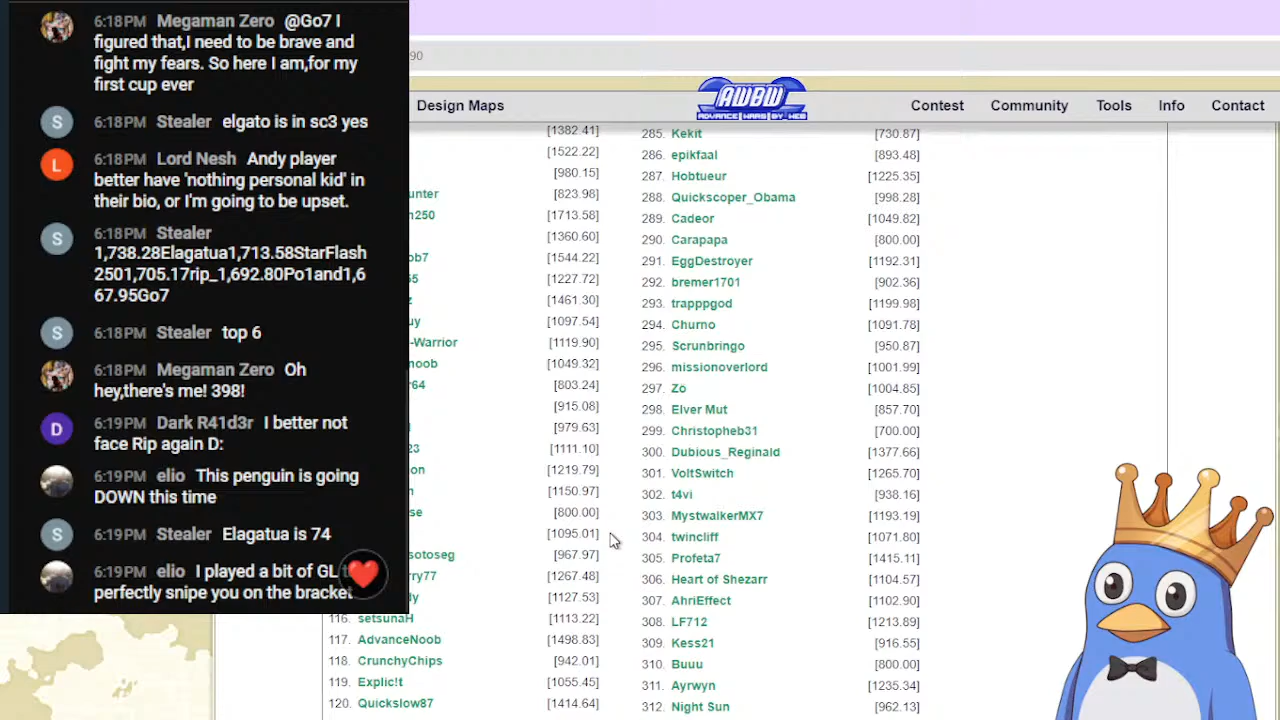 6:18PM Megaman Zero @Go7 I
figured that,I need to be brave and
fight my fears. So here I am,for my
first cup ever
S 6:18PM Stealer elgato is in sc3 yes
L 6:18PM Lord Nesh Andy player
better have 'nothing personal kid' in
their bio, or I'm going to be upset.
S 6:18PM Stealer
1,738.28Elagatua1,713.58StarFlash
2501,705.17rip_1,692.80Po1and1,6
67.95Go7
S 6:18PM Stealer top 6
6:18PM Megaman Zero Oh
hey,there's me! 398!
D 6:19PM Dark R41d3r I better not
face Rip again D:
6:19PM elio This penguin is going
DOWN this time
S 6:19PM Stealer Elagatua is 74
6:19PM elio I played a bit of GL
perfectly snipe you on the bracket
90
Design Maps
AWBW
ADVANCE WARS BY WEB
Contest Community Tools Info Contact
[1382.41]
[1522.22]
[980.15]
unter [823.98]
n250 [1713.58]
[1360.60]
ob7 [1544.22]
[1227.72]
z [1461.30]
uy [1097.54]
-Warrior [1119.90]
noob [1049.32]
r64 [803.24]
[915.08]
[979.63]
23 [1111.10]
on [1219.79]
n [1150.97]
se [800.00]
[1095.01]
sotoseg [967.97]
rry77 [1267.48]
ly [1127.53]
116. setsunaH [1113.22]
117. AdvanceNoob [1498.83]
118. CrunchyChips [942.01]
119. Explic!t [1055.45]
120. Quickslow87 [1414.64]
285. Kekit [730.87]
286. epikfaal [893.48]
287. Hobtueur [1225.35]
288. Quickscoper_Obama [998.28]
289. Cadeor [1049.82]
290. Carapapa [800.00]
291. EggDestroyer [1192.31]
292. bremer1701 [902.36]
293. trapppgod [1199.98]
294. Churno [1091.78]
295. Scrunbringo [950.87]
296. missionoverlord [1001.99]
297. Zo [1004.85]
298. Elver Mut [857.70]
299. Christopheb31 [700.00]
300. Dubious_Reginald [1377.66]
301. VoltSwitch [1265.70]
302. t4vi [938.16]
303. MystwalkerMX7 [1193.19]
304. twincliff [1071.80]
305. Profeta7 [1445.11]
306. Heart of Shezarr [1104.57]
307. AhriEffect [1102.90]
308. LF712 [1213.89]
309. Kess21 [916.55]
310. Buuu [800.00]
311. Ayrwyn [1235.34]
312. Night Sun [962.13]